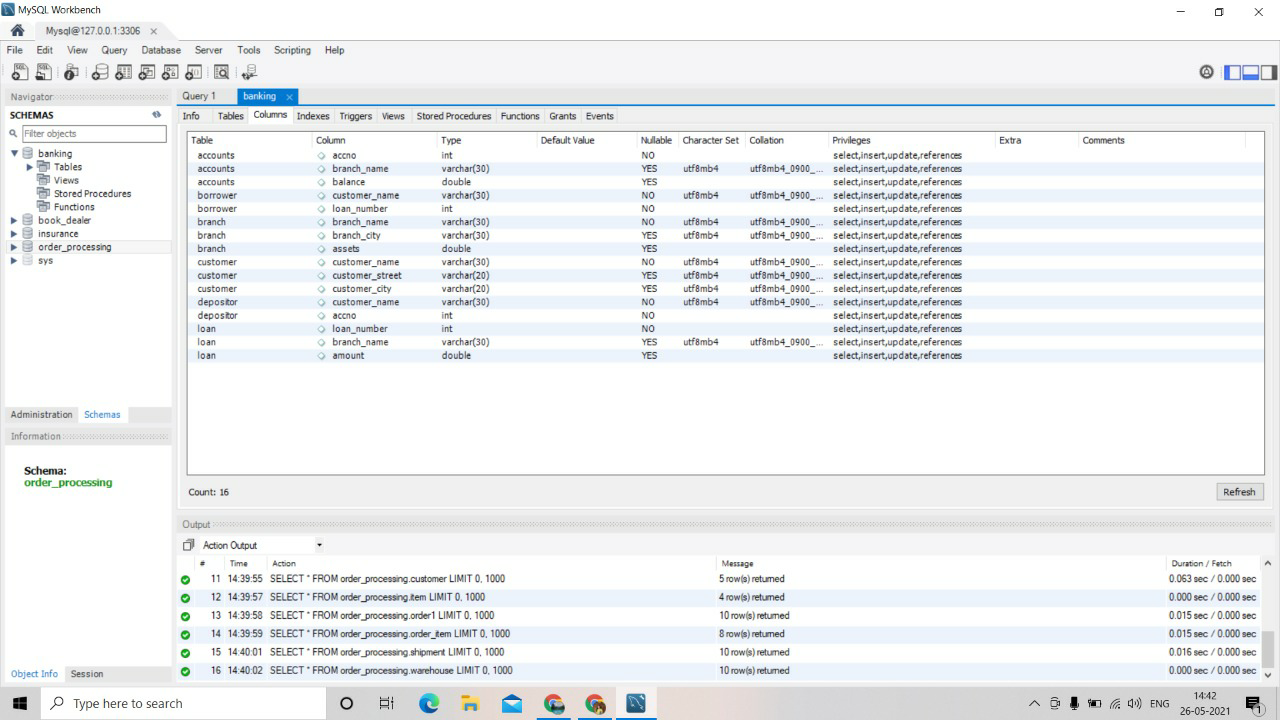 MySQL Workbench
Mysql@127.0.0.1:3306
File Edit View Query Database Server Tools Scripting Help
Navigator
SCHEMAS
Filter objects
banking
Tables
Views
Stored Procedures
Functions
book_dealer
insurance
order_processing
sys
Administration Schemas
Information
Schema:
order_processing
Object Info Session
Query 1 banking
Info Tables Columns Indexes Triggers Views Stored Procedures Functions Grants Events
Table Column Type Default Value Nullable Character Set Collation Privileges Extra Comments
accounts accno int NO select,insert,update,references
accounts branch_name varchar(30) YES utf8mb4 utf8mb4_0900_... select,insert,update,references
accounts balance double YES select,insert,update,references
borrower customer_name varchar(30) NO utf8mb4 utf8mb4_0900_... select,insert,update,references
borrower loan_number int NO select,insert,update,references
branch branch_name varchar(30) NO utf8mb4 utf8mb4_0900_... select,insert,update,references
branch branch_city varchar(30) YES utf8mb4 utf8mb4_0900_... select,insert,update,references
branch assets double YES select,insert,update,references
customer customer_name varchar(30) NO utf8mb4 utf8mb4_0900_... select,insert,update,references
customer customer_street varchar(20) YES utf8mb4 utf8mb4_0900_... select,insert,update,references
customer customer_city varchar(20) YES utf8mb4 utf8mb4_0900_... select,insert,update,references
depositor customer_name varchar(30) NO utf8mb4 utf8mb4_0900_... select,insert,update,references
depositor accno int NO select,insert,update,references
loan loan_number int NO select,insert,update,references
loan branch_name varchar(30) YES utf8mb4 utf8mb4_0900_... select,insert,update,references
loan amount double YES select,insert,update,references
Count: 16 Refresh
Output
Action Output
# Time Action Message Duration / Fetch
11 14:39:55 SELECT * FROM order_processing.customer LIMIT 0, 1000 5 row(s) returned 0.063 sec / 0.000 sec
12 14:39:57 SELECT * FROM order_processing.item LIMIT 0, 1000 4 row(s) returned 0.000 sec / 0.000 sec
13 14:39:58 SELECT * FROM order_processing.order1 LIMIT 0, 1000 10 row(s) returned 0.015 sec / 0.000 sec
14 14:39:59 SELECT * FROM order_processing.order_item LIMIT 0, 1000 8 row(s) returned 0.015 sec / 0.000 sec
15 14:40:01 SELECT * FROM order_processing.shipment LIMIT 0, 1000 10 row(s) returned 0.016 sec / 0.000 sec
16 14:40:02 SELECT * FROM order_processing.warehouse LIMIT 0, 1000 10 row(s) returned 0.000 sec / 0.000 sec
Type here to search
ENG
14:42
26-05-2021
1